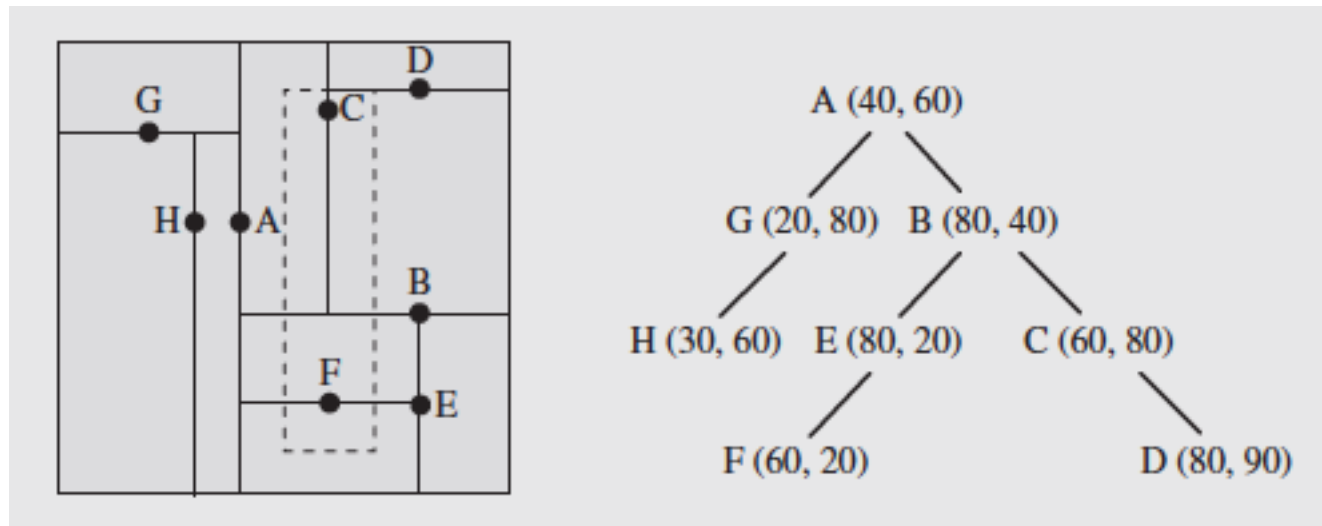 D
G
C
H
A
B
F
E
A (40, 60)
G (20, 80) B (80, 40)
H (30, 60) E (80, 20) C (60, 80)
F (60, 20) D (80, 90)